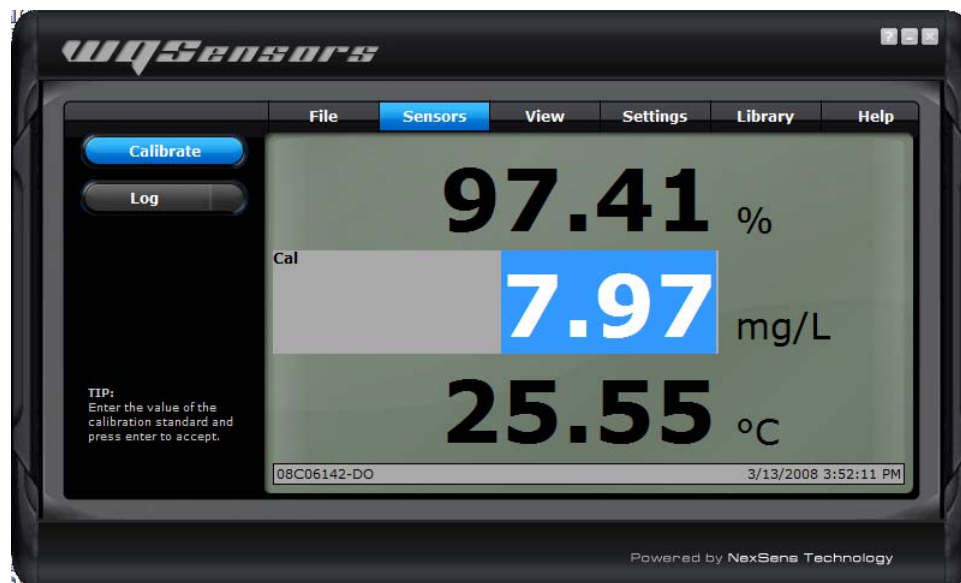 WQSensors
? - ×
File Sensors View Settings Library Help
Calibrate
Log
97.41 %
Cal
7.97 mg/L
25.55 °C
TIP:
Enter the value of the
calibration standard and
press enter to accept.
08C06142-DO 3/13/2008 3:52:11 PM
Powered by NexSens Technology